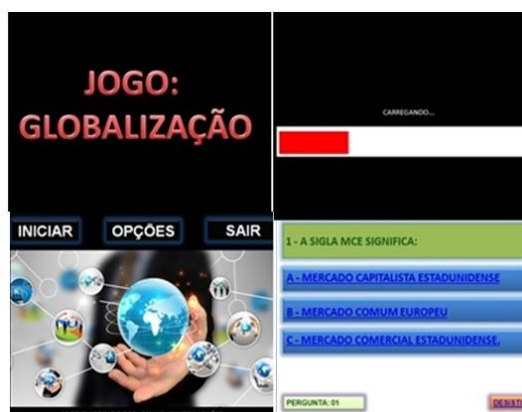 JOGO:
GLOBALIZAÇÃO
CARREGANDO...
INICIAR OPÇÕES SAIR
1 - A SIGLA MCE SIGNIFICA:
A - MERCADO CAPITALISTA ESTADUNIDENSE
B - MERCADO COMUM EUROPEU
C - MERCADO COMERCIAL ESTADUNIDENSE.
PERGUNTA: 01